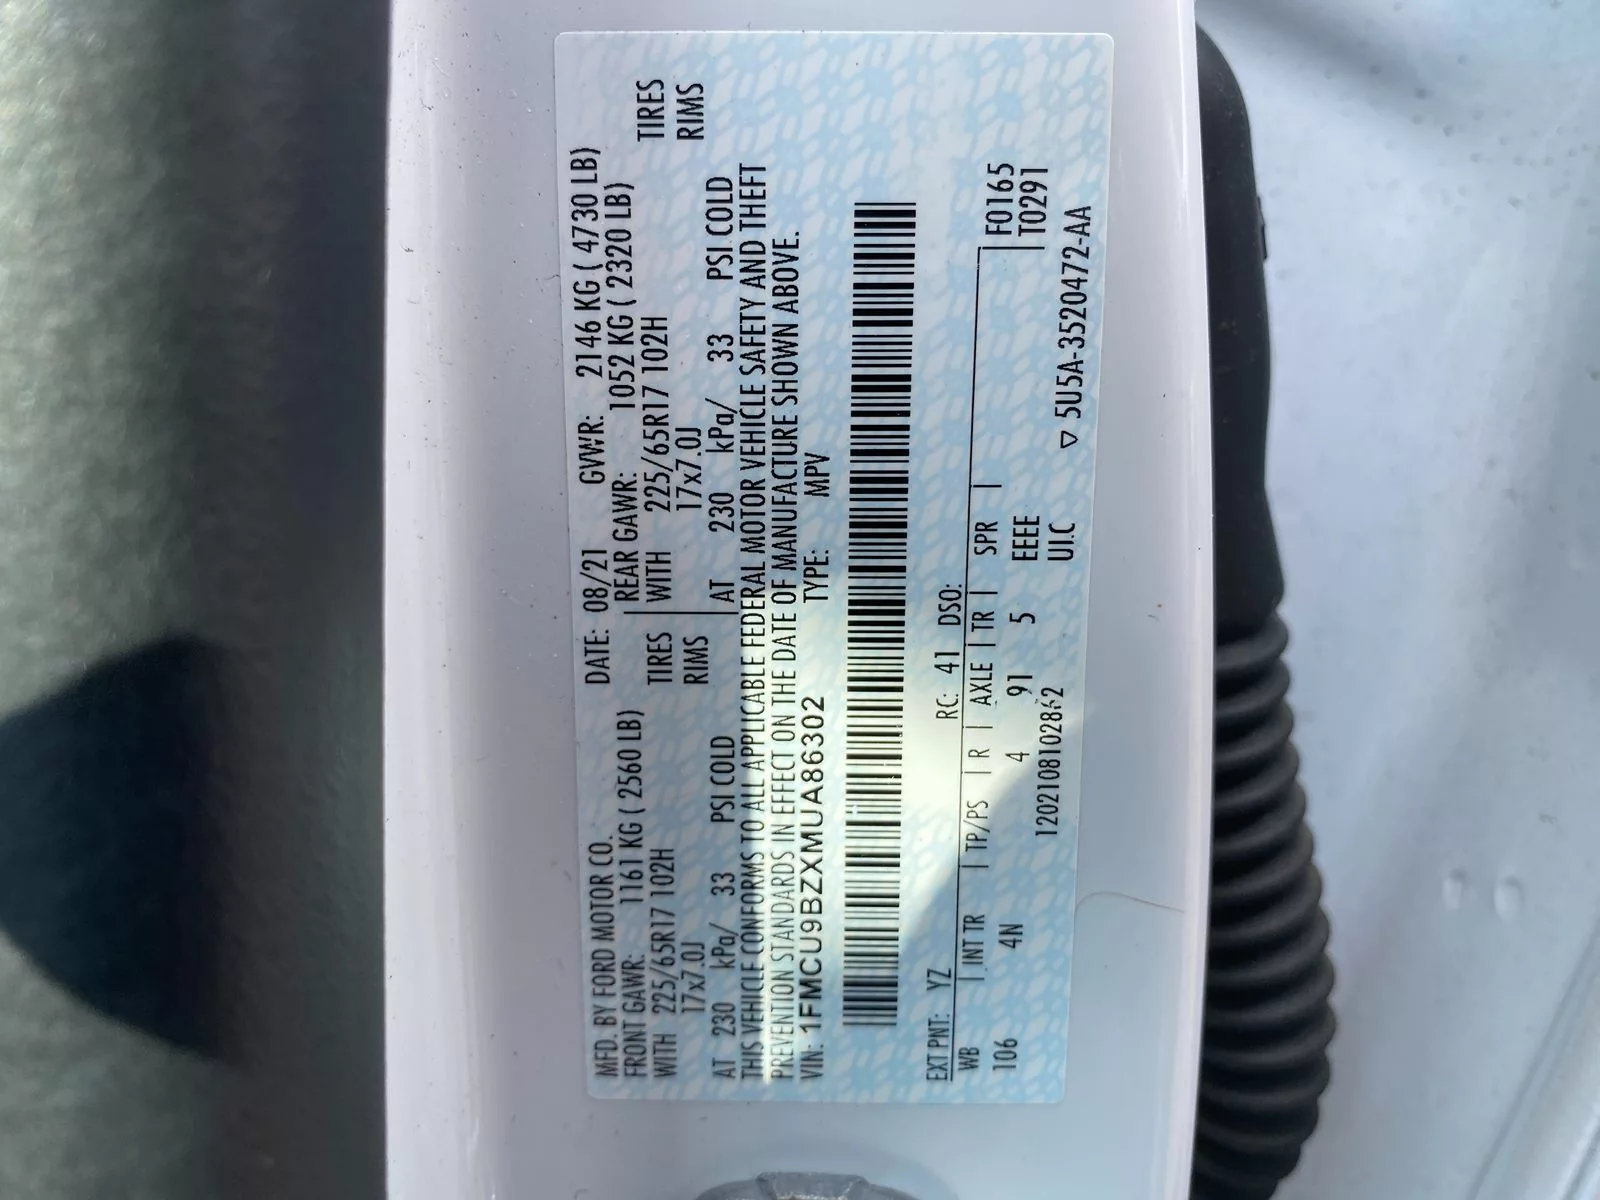 MFD. BY FORD MOTOR CO. DATE: 08/21 GVWR: 2146 KG ( 4730 LB)
FRONT GAWR: 1161 KG ( 2560 LB) REAR GAWR: 1052 KG ( 2320 LB)
WITH 225/65R17 102H TIRES WITH 225/65R17 102H TIRES
17x7.0J RIMS 17x7.0J RIMS
AT 230 kPa/ 33 PSI COLD AT 230 kPa/ 33 PSI COLD
THIS VEHICLE CONFORMS TO ALL APPLICABLE FEDERAL MOTOR VEHICLE SAFETY AND THEFT
PREVENTION STANDARDS IN EFFECT ON THE DATE OF MANUFACTURE SHOWN ABOVE.
VIN: 1FMCU9BZXMUA86302 TYPE: MPV
EXT PNT: YZ RC: 41 DSO:
WB INT TR TP/PS R AXLE TR SPR F0165
106 4N 4 91 5 EEEE T0291
UIC
▽ 5U5A-3520472-AA